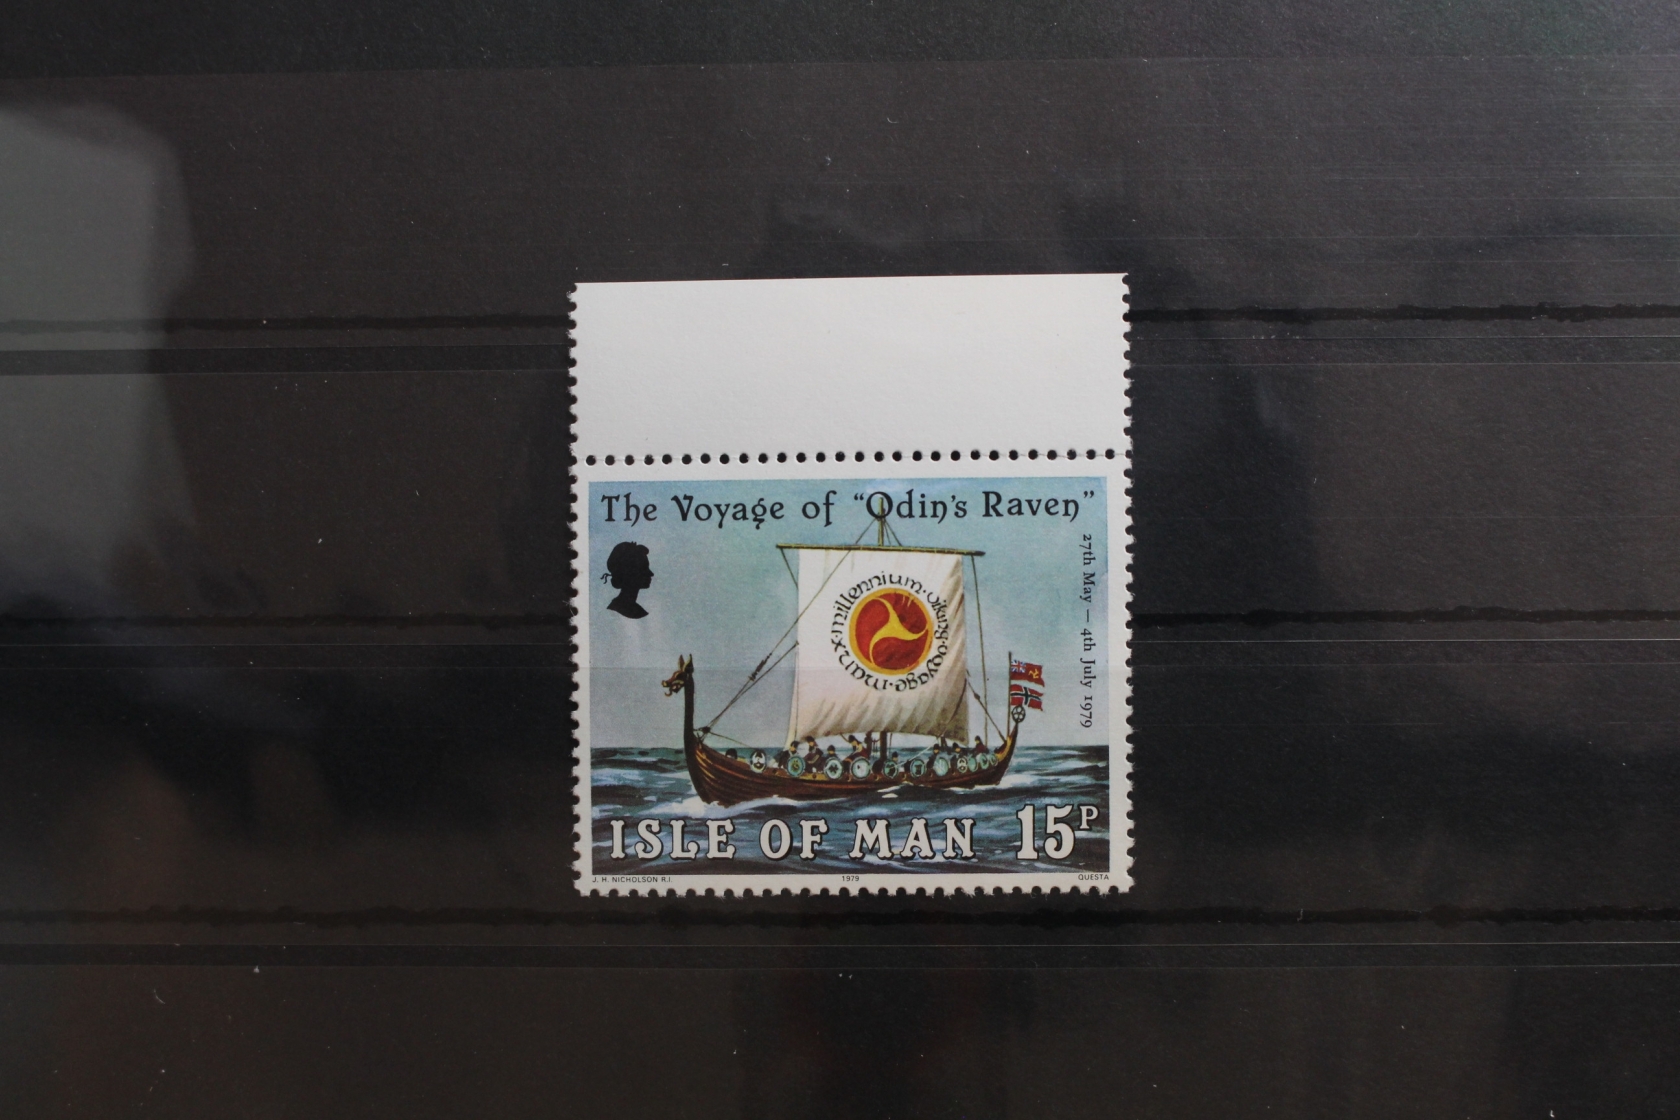 The Voyage of "Odin's Raven"
27th May — 4th July 1979
millennium · viking · voyage · manx ·
ISLE OF MAN 15P
J. H. NICHOLSON R.I. 1979 QUESTA